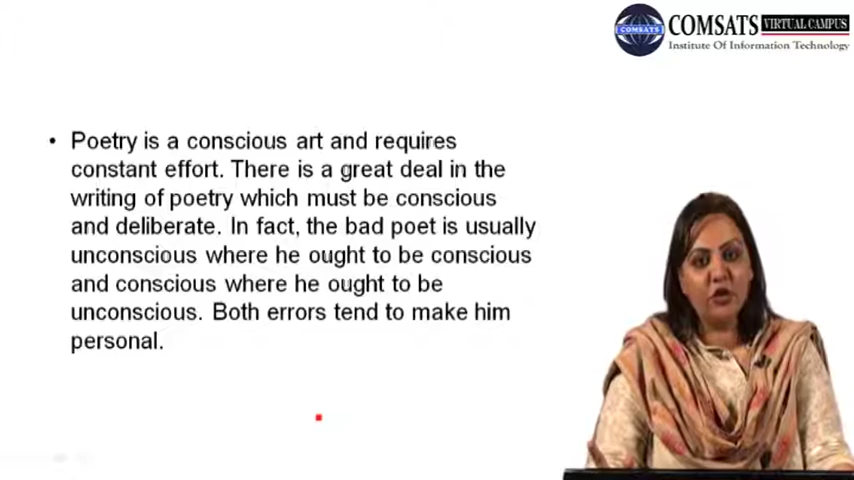 COMSATS
COMSATS VIRTUAL CAMPUS
Institute Of Information Technology
• Poetry is a conscious art and requires
constant effort. There is a great deal in the
writing of poetry which must be conscious
and deliberate. In fact, the bad poet is usually
unconscious where he ought to be conscious
and conscious where he ought to be
unconscious. Both errors tend to make him
personal.